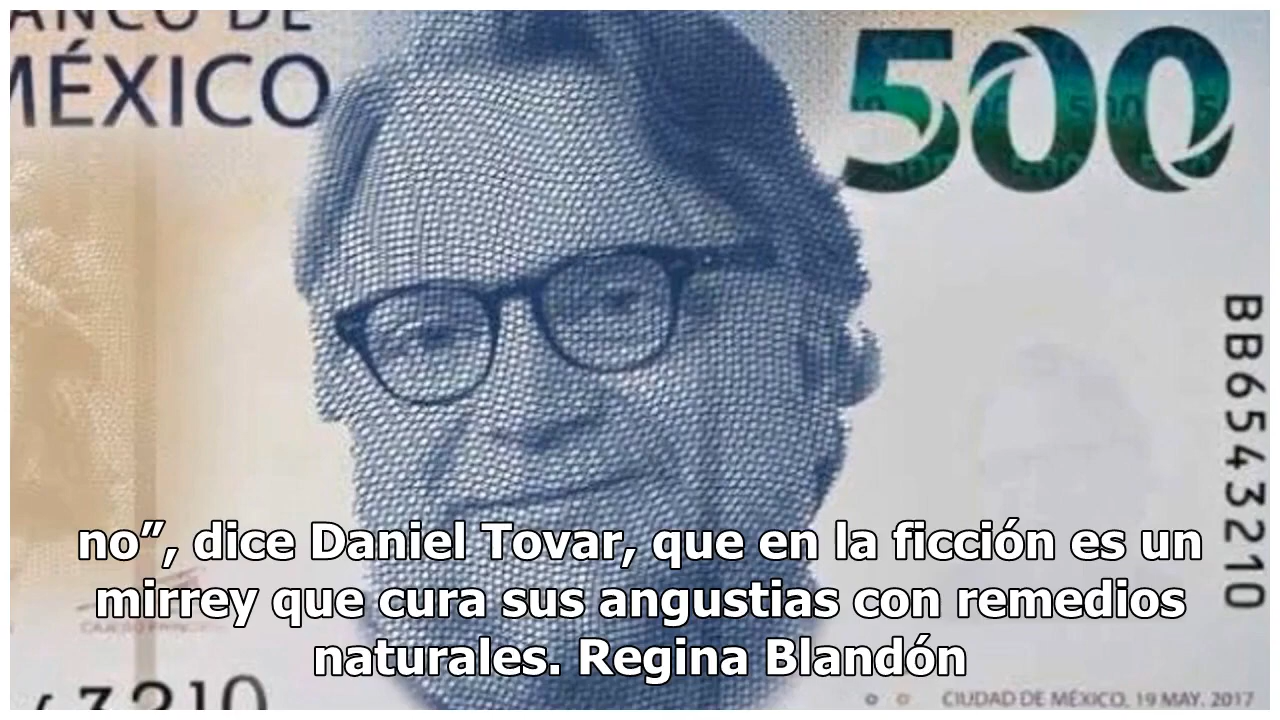 ANCO DE
MÉXICO
500
BB6543210
no”, dice Daniel Tovar, que en la ficción es un
mirrey que cura sus angustias con remedios
naturales. Regina Blandón
3210
CIUDAD DE MÉXICO, 19 MAY. 2017